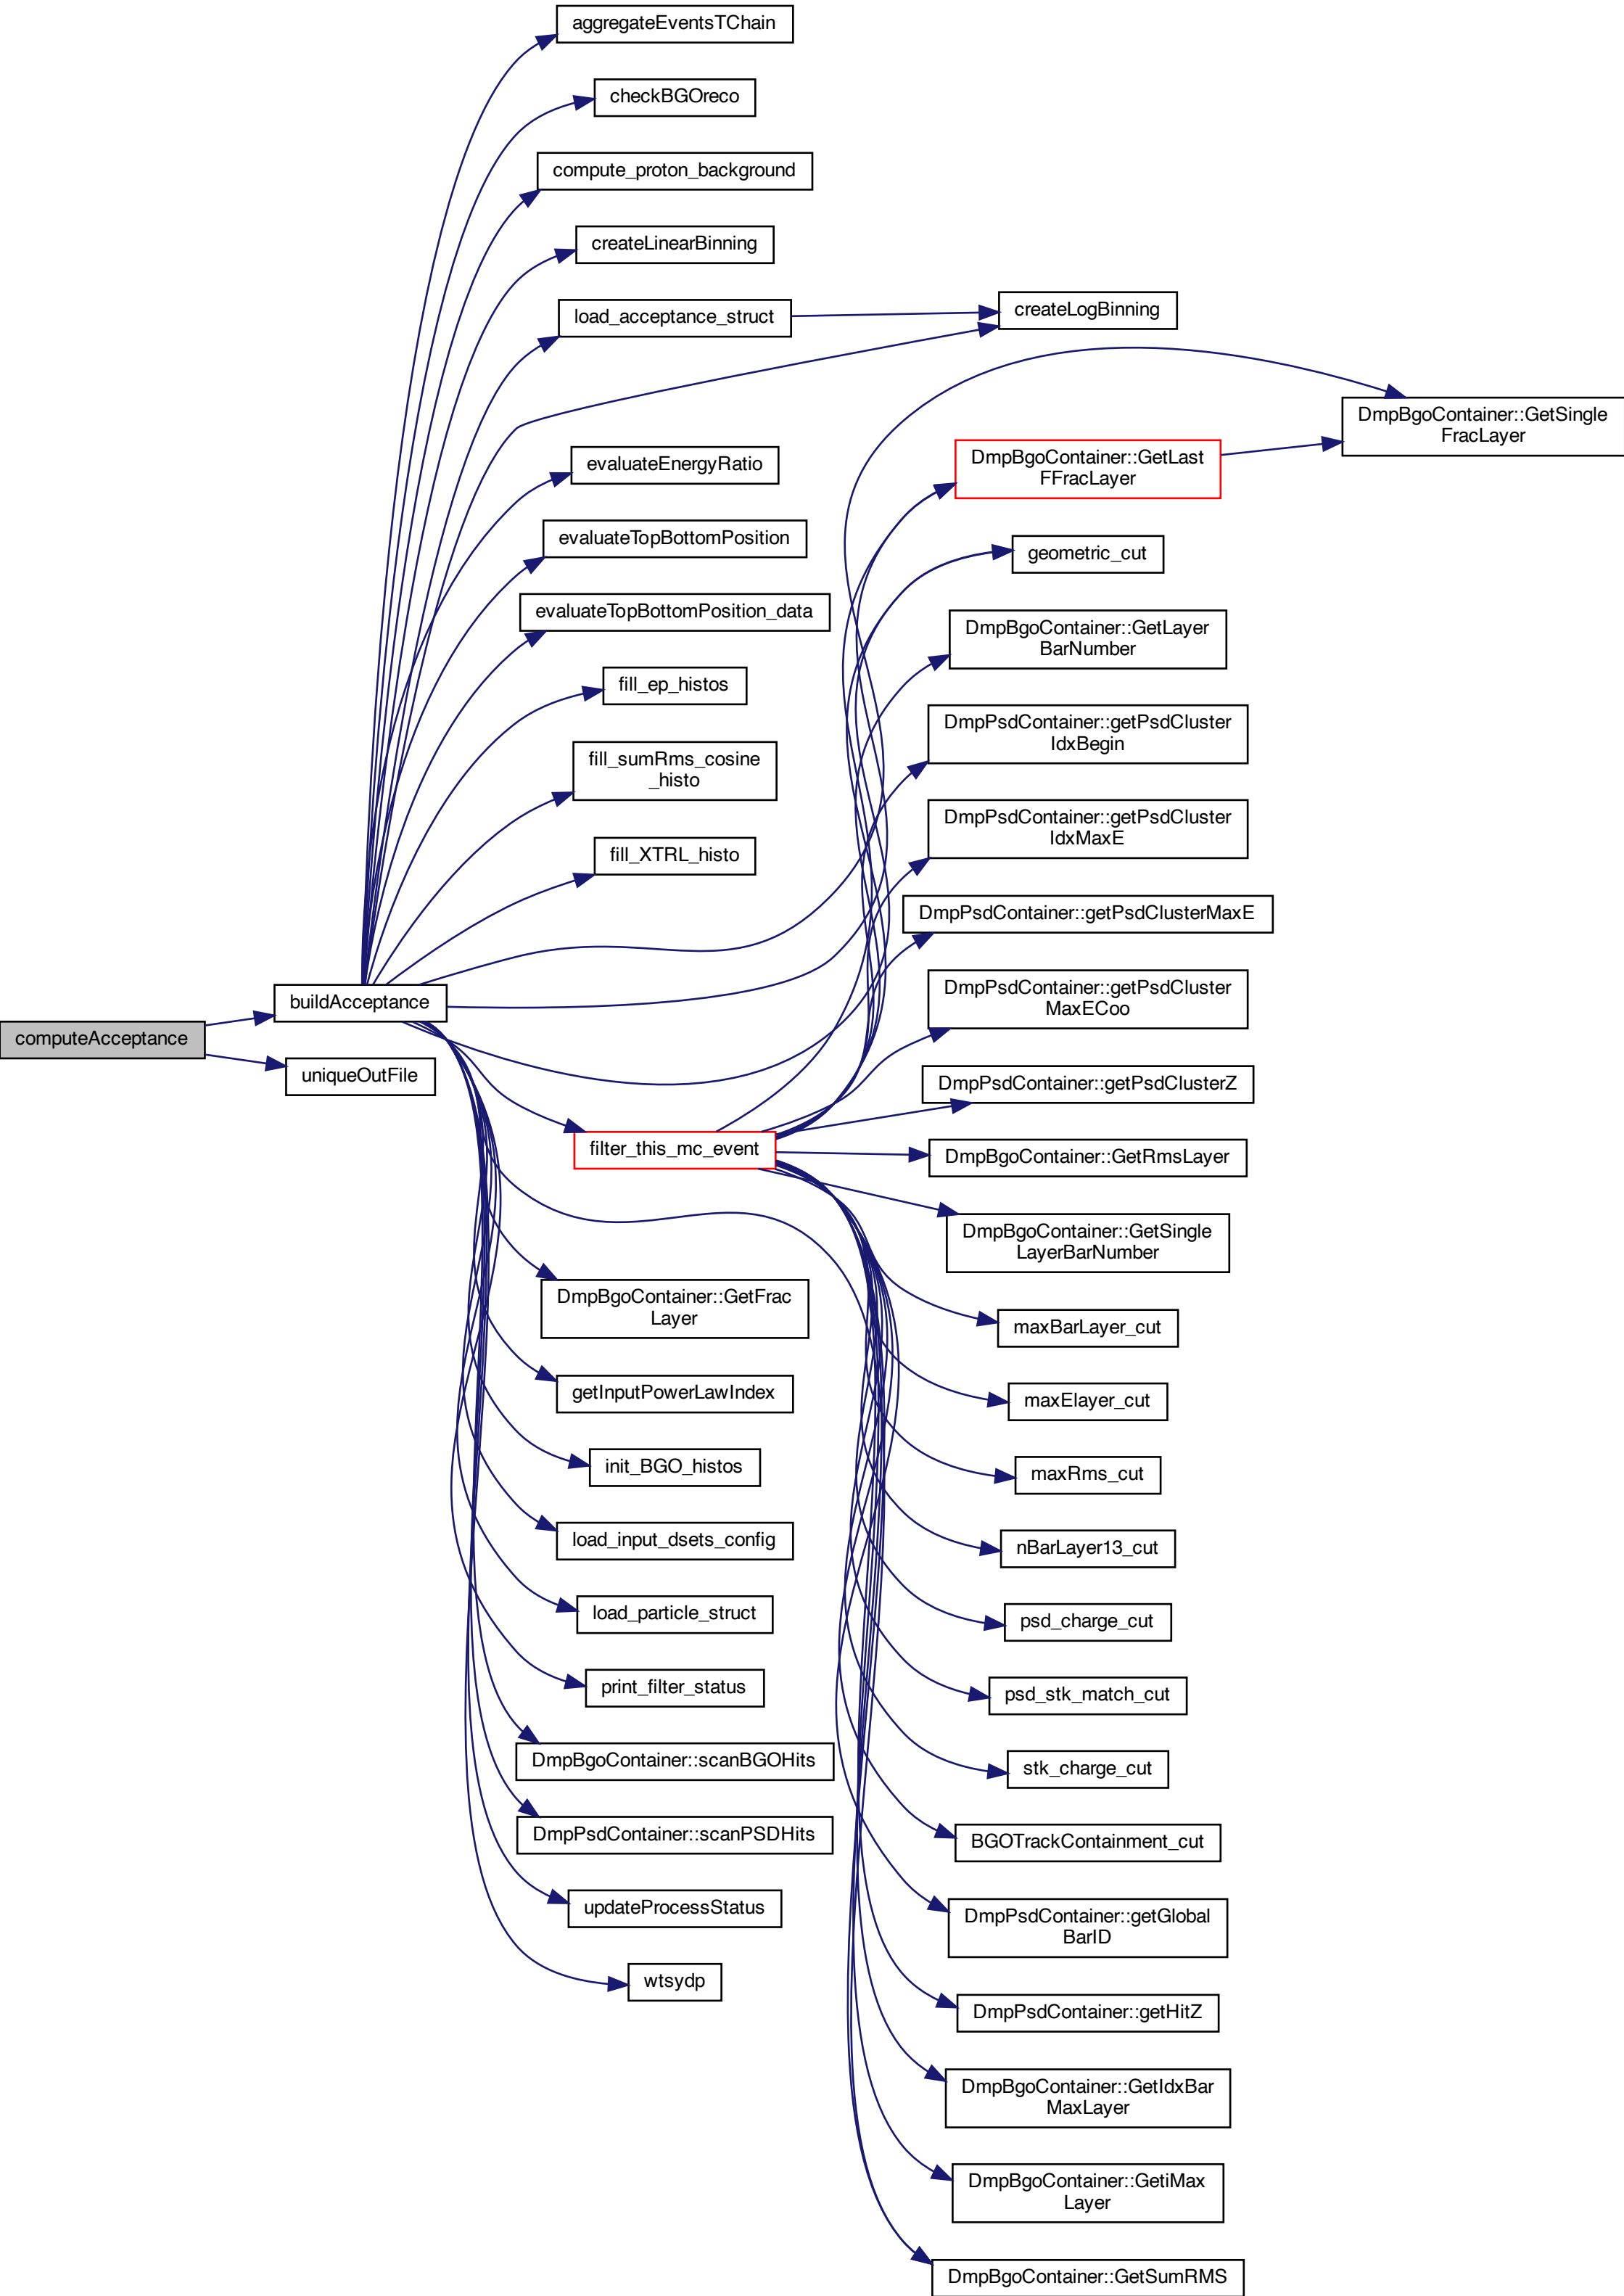 computeAcceptance
buildAcceptance
uniqueOutFile
aggregateEventsTChain
checkBGOreco
compute_proton_background
createLinearBinning
load_acceptance_struct
evaluateEnergyRatio
evaluateTopBottomPosition
evaluateTopBottomPosition_data
fill_ep_histos
fill_sumRms_cosine
_histo
fill_XTRL_histo
filter_this_mc_event
DmpBgoContainer::GetFrac
Layer
getInputPowerLawIndex
init_BGO_histos
load_input_dsets_config
load_particle_struct
print_filter_status
DmpBgoContainer::scanBGOHits
DmpPsdContainer::scanPSDHits
updateProcessStatus
wtsydp
createLogBinning
DmpBgoContainer::GetLast
FFracLayer
geometric_cut
DmpBgoContainer::GetLayer
BarNumber
DmpPsdContainer::getPsdCluster
IdxBegin
DmpPsdContainer::getPsdCluster
IdxMaxE
DmpPsdContainer::getPsdClusterMaxE
DmpPsdContainer::getPsdCluster
MaxECoo
DmpPsdContainer::getPsdClusterZ
DmpBgoContainer::GetRmsLayer
DmpBgoContainer::GetSingle
LayerBarNumber
maxBarLayer_cut
maxElayer_cut
maxRms_cut
nBarLayer13_cut
psd_charge_cut
psd_stk_match_cut
stk_charge_cut
BGOTrackContainment_cut
DmpPsdContainer::getGlobal
BarID
DmpPsdContainer::getHitZ
DmpBgoContainer::GetIdxBar
MaxLayer
DmpBgoContainer::GetiMax
Layer
DmpBgoContainer::GetSumRMS
DmpBgoContainer::GetSingle
FracLayer